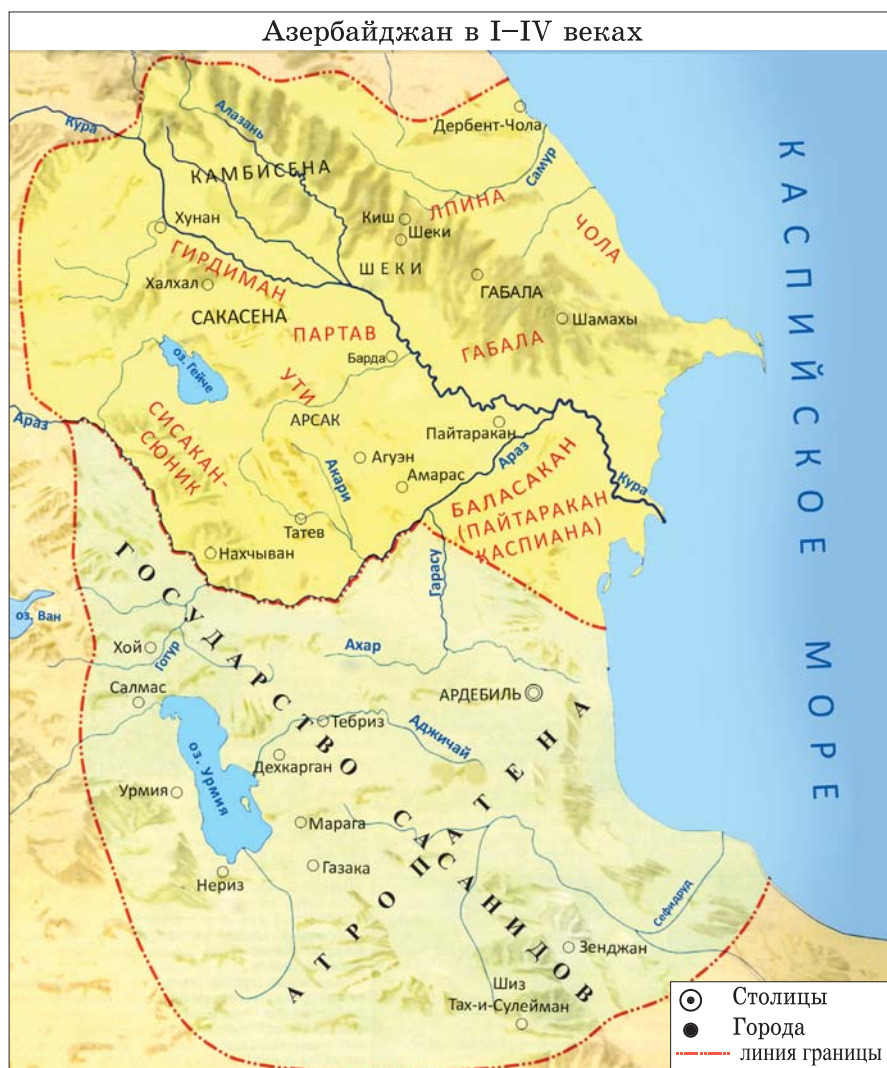 Азербайджан в I–IV веках
Дербент-Чола
Алазань
Кура
Самур
КАМБИСЕНА
ЛПИНА
Киш
Хунан
Шеки
ЧОЛА
ШЕКИ
ГИРДИМАН
Халхал
ГАБАЛА
САКАСЕНА
Шамахы
ПАРТАВ
ГАБАЛА
Барда
оз. Гейче
УТИ
АРСАК
СИСАКАН-
СЮНИК
Араз
Пайтаракан
Агуэн
Араз
Акари
Амарас
Кура
БАЛАСАКАН
(ПАЙТАРАКАН
КАСПИАНА)
Татев
Нахчыван
Гарасу
оз. Ван
Хой
Готур
Ахар
Салмас
АРДЕБИЛЬ
Тебриз
Аджичай
Дехкарган
оз. Урмия
Урмия
Марага
Газака
Нериз
Сефидруд
Зенджан
Шиз
Тах-и-Сулейман
ГОСУДАРСТВО САСАНИДОВ
АТРОПАТЕНА
КАСПИЙСКОЕ МОРЕ
Столицы
Города
линия границы